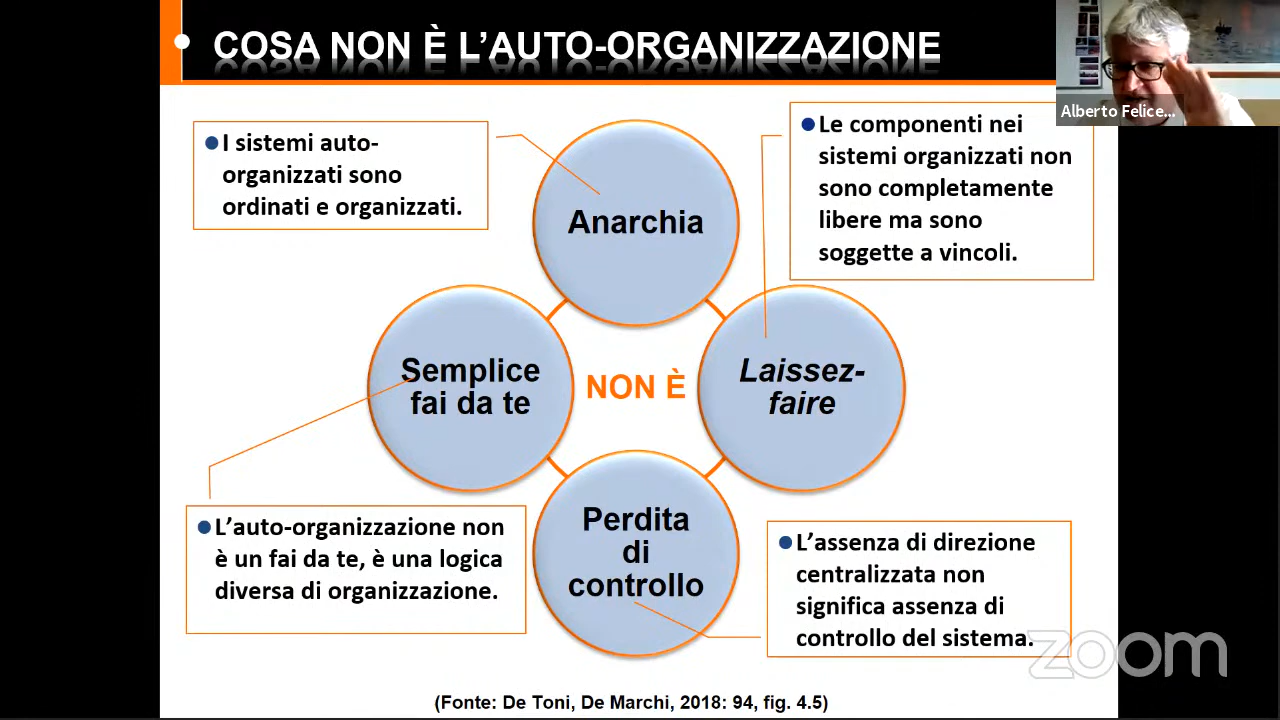 COSA NON È L’AUTO-ORGANIZZAZIONE
Alberto Felice...
I sistemi auto-
organizzati sono
ordinati e organizzati.
Anarchia
Le componenti nei
sistemi organizzati non
sono completamente
libere ma sono
soggette a vincoli.
Semplice
fai da te
NON È
Laissez-
faire
Perdita
di
controllo
L’auto-organizzazione non
è un fai da te, è una logica
diversa di organizzazione.
L’assenza di direzione
centralizzata non
significa assenza di
controllo del sistema.
zoom
(Fonte: De Toni, De Marchi, 2018: 94, fig. 4.5)